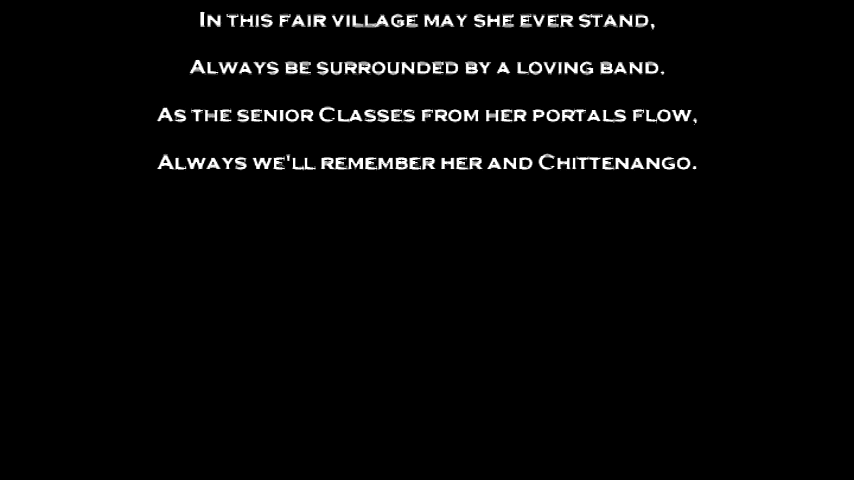 In this fair village may she ever stand,
Always be surrounded by a loving band.
As the senior Classes from her portals flow,
Always we'll remember her and Chittenango.